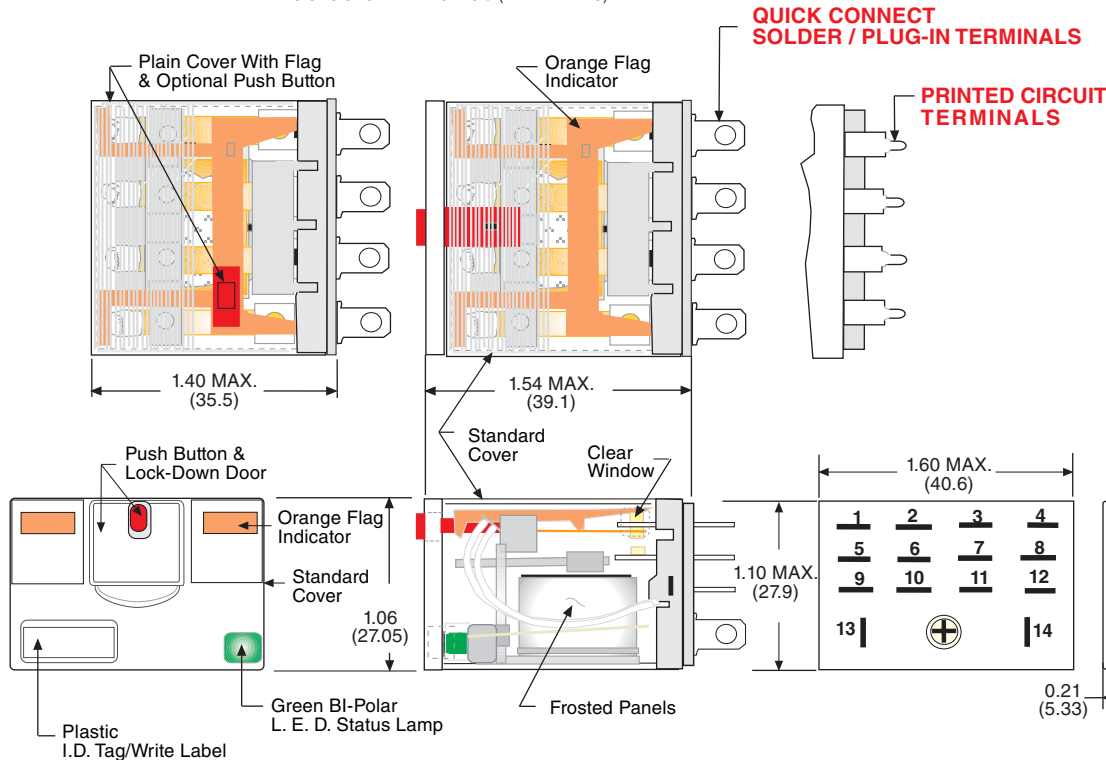 QUICK CONNECT
SOLDER / PLUG-IN TERMINALS
Plain Cover With Flag
& Optional Push Button
Orange Flag
Indicator
PRINTED CIRCUIT
TERMINALS
1.40 MAX.
(35.5)
1.54 MAX.
(39.1)
Standard
Cover
Clear
Window
1.60 MAX.
(40.6)
Push Button &
Lock-Down Door
Orange Flag
Indicator
Standard
Cover
1.06
(27.05)
1.10 MAX.
(27.9)
1 2 3 4
5 6 7 8
9 10 11 12
13 14
0.21
(5.33)
Frosted Panels
Green BI-Polar
L. E. D. Status Lamp
Plastic
I.D. Tag/Write Label